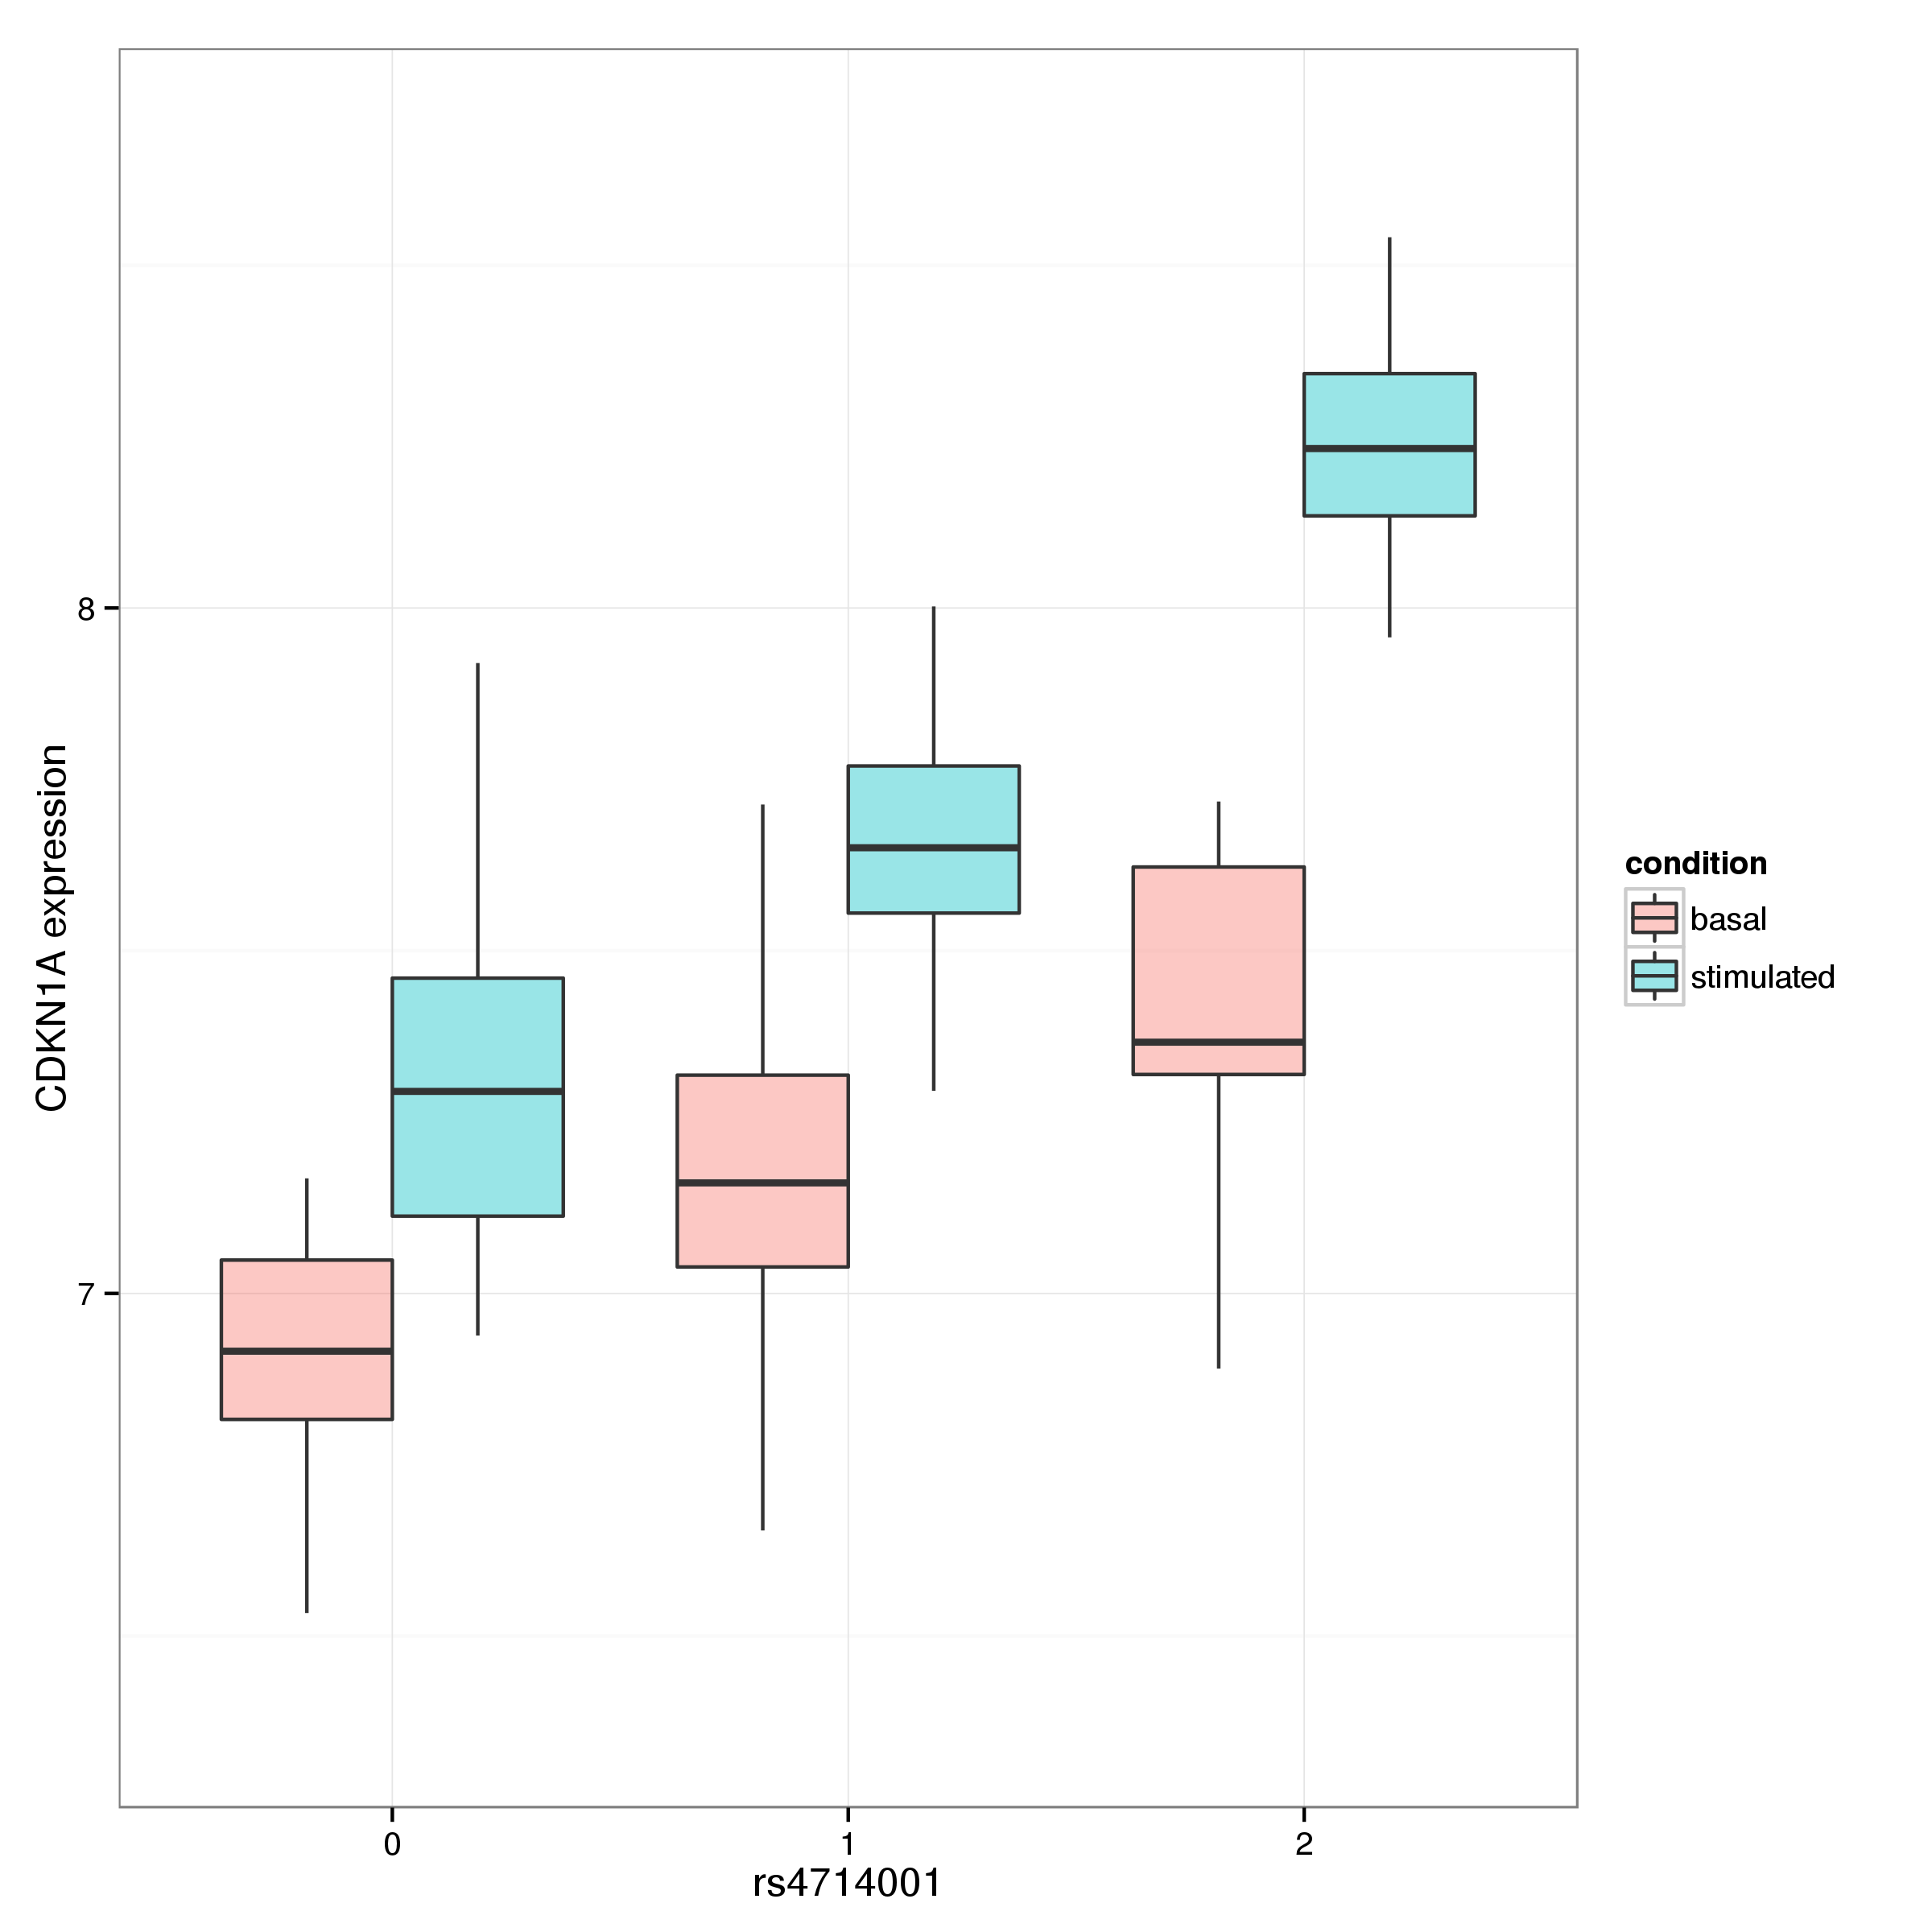 CDKN1A expression
8
7
0 1 2
rs4714001
condition
basal
stimulated